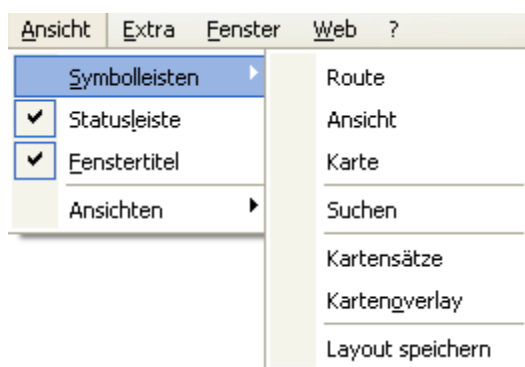 Ansicht Extra Fenster Web ?
Symbolleisten
Statusleiste
Fenstertitel
Ansichten
Route
Ansicht
Karte
Suchen
Kartensätze
Kartenoverlay
Layout speichern